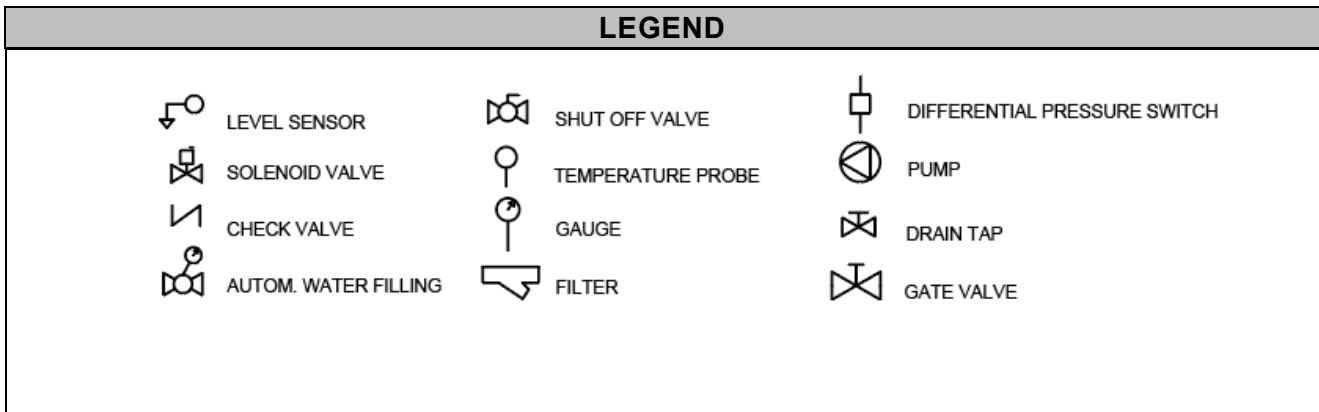 LEGEND
LEVEL SENSOR
SOLENOID VALVE
CHECK VALVE
AUTOM. WATER FILLING
SHUT OFF VALVE
TEMPERATURE PROBE
GAUGE
FILTER
DIFFERENTIAL PRESSURE SWITCH
PUMP
DRAIN TAP
GATE VALVE